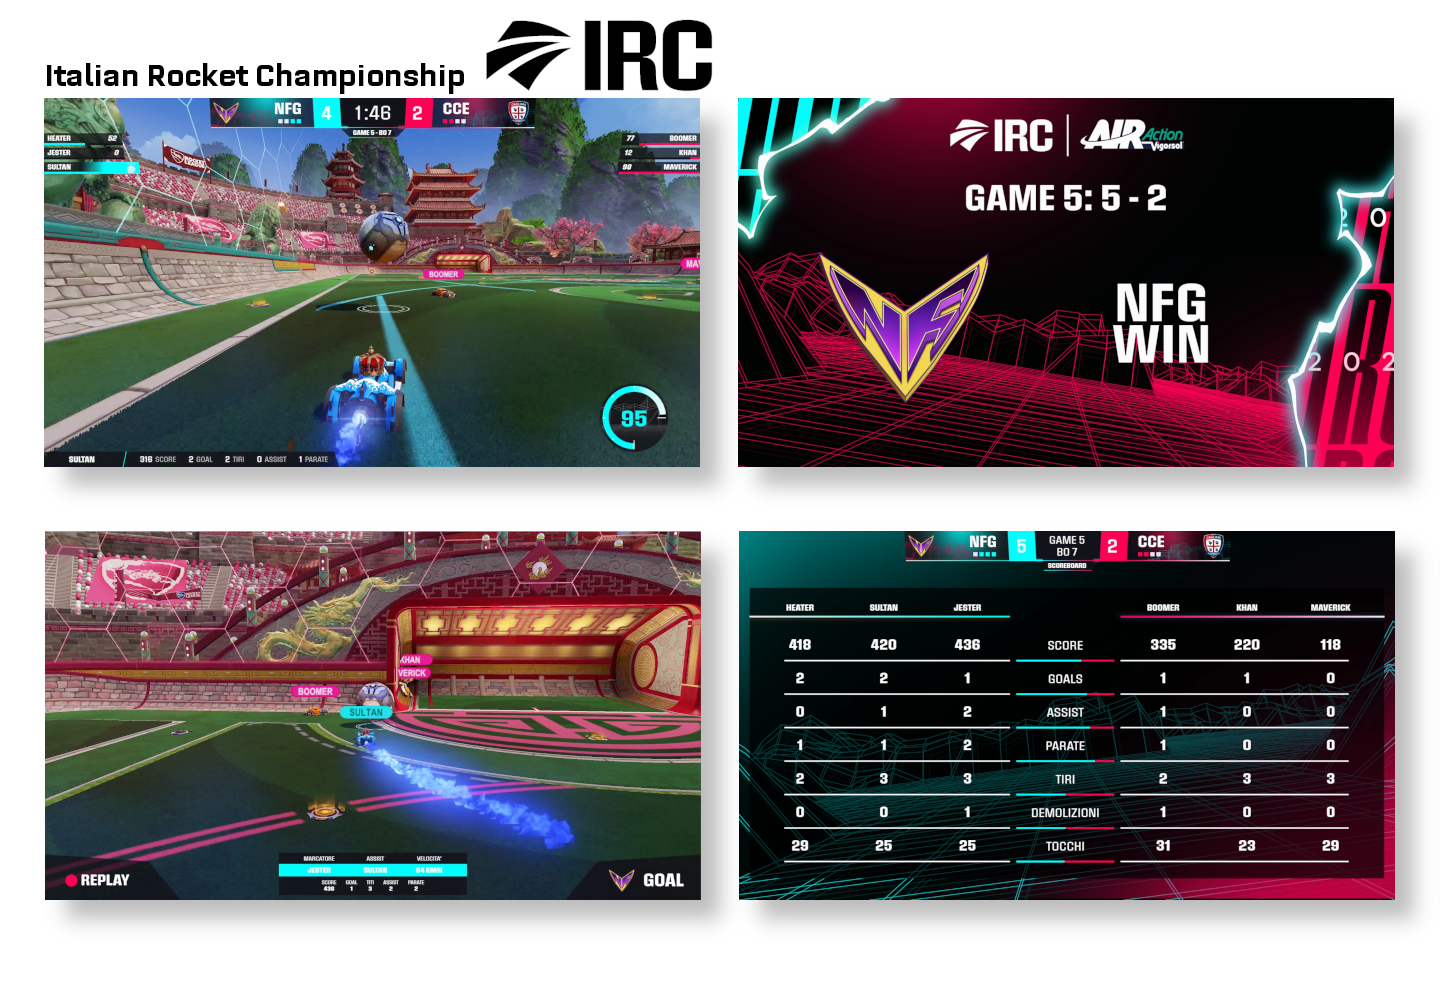 Italian Rocket Championship IRC
NFG 4 1:46 2 CCE
GAME 5 - BO 7
HEATER 52
JESTER 0
SULTAN
77 BOOMER
12 KHAN
MAVERICK
BOOMER
95
SULTAN 316 SCORE 2 GOAL 2 TIRI 0 ASSIST 1 PARATE
IRC AIR Action Vigorsol
GAME 5: 5 - 2
NFG
WIN
2 0 2
REPLAY
KHAN
VERICK
BOOMER
SULTAN
MARCATORE ASSIST VELOCITA'
JESTER SULTAN 64 KM/H
SCORE GOAL TITI ASSIST PARATE
436 1 3 2 2
GOAL
NFG 5 GAME 5 BO 7 2 CCE
SCOREBOARD
HEATER SULTAN JESTER BOOMER KHAN MAVERICK
418 420 436 SCORE 335 220 118
2 2 1 GOALS 1 1 0
0 1 2 ASSIST 1 0 0
1 1 2 PARATE 1 0 0
2 3 3 TIRI 2 3 3
0 0 1 DEMOLIZIONI 1 0 0
29 25 25 TOCCHI 31 23 29